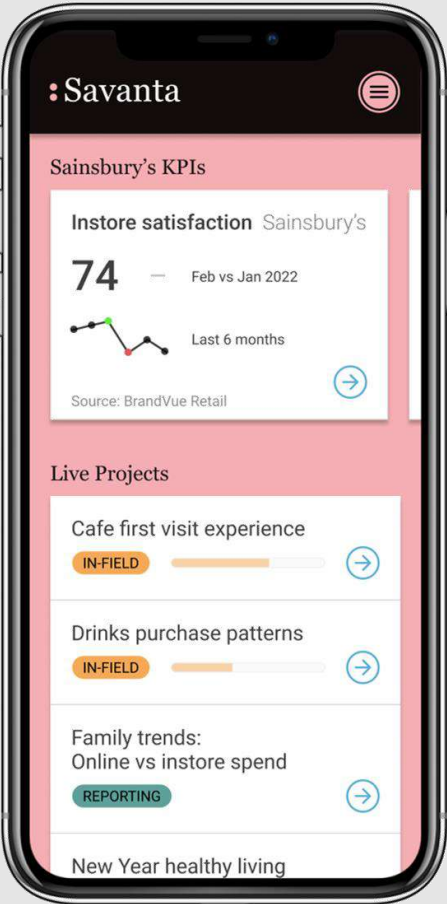 Savanta
Sainsbury’s KPIs
Instore satisfaction Sainsbury’s
74 – Feb vs Jan 2022
Last 6 months
Source: BrandVue Retail
Live Projects
Cafe first visit experience
IN-FIELD
Drinks purchase patterns
IN-FIELD
Family trends:
Online vs instore spend
REPORTING
New Year healthy living